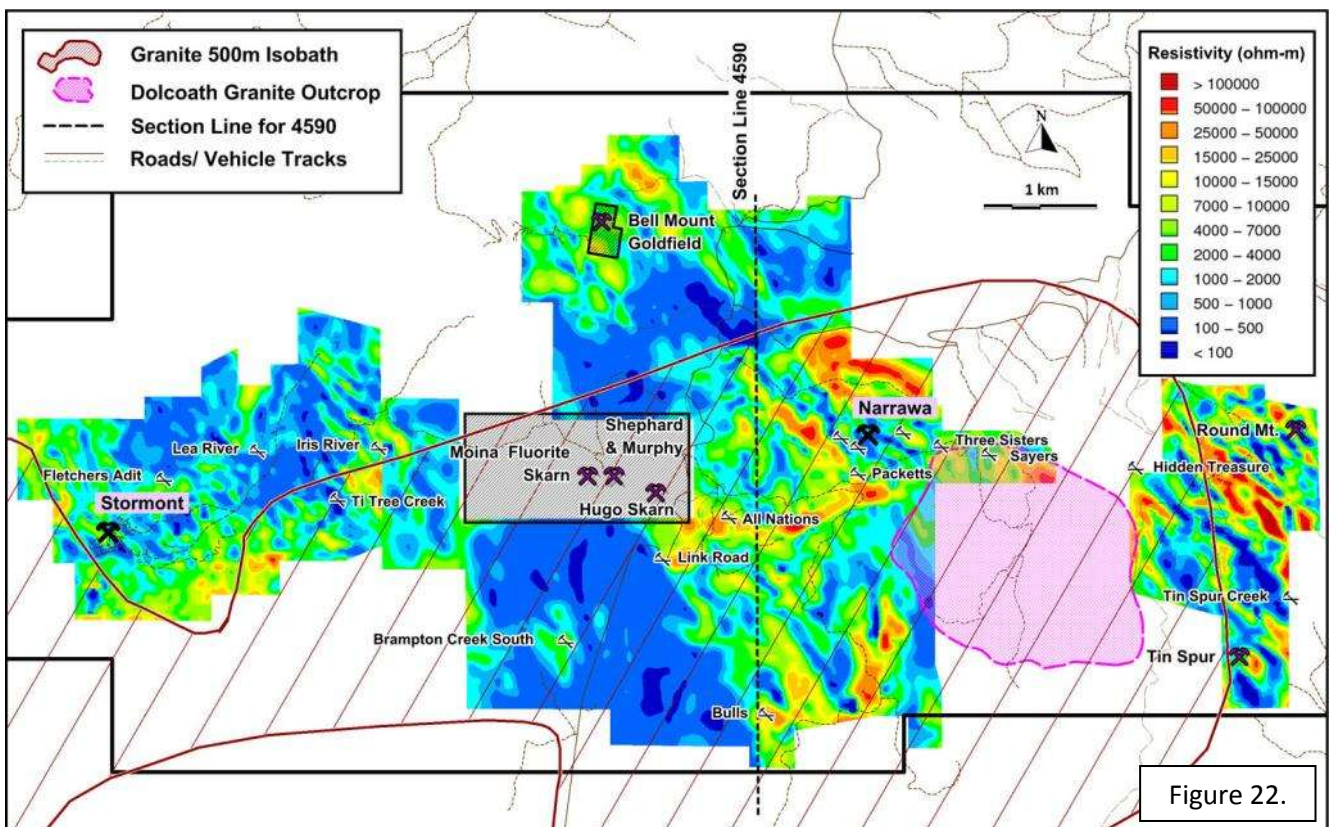 Granite 500m Isobath
Dolcoath Granite Outcrop
Section Line for 4590
Roads/ Vehicle Tracks
Section Line 4590
N
1 km
Resistivity (ohm-m)
> 100000
50000 – 100000
25000 – 50000
15000 – 25000
10000 – 15000
7000 – 10000
4000 – 7000
2000 – 4000
1000 – 2000
500 – 1000
100 – 500
< 100
Bell Mount
Goldfield
Narrawa
Shephard
& Murphy
Moina Fluorite
Skarn
Hugo Skarn
Three Sisters
Sayers
Packetts
Round Mt.
Hidden Treasure
Lea River
Iris River
Fletchers Adit
Stormont
Ti Tree Creek
All Nations
Link Road
Brampton Creek South
Bulls
Tin Spur Creek
Tin Spur
Figure 22.